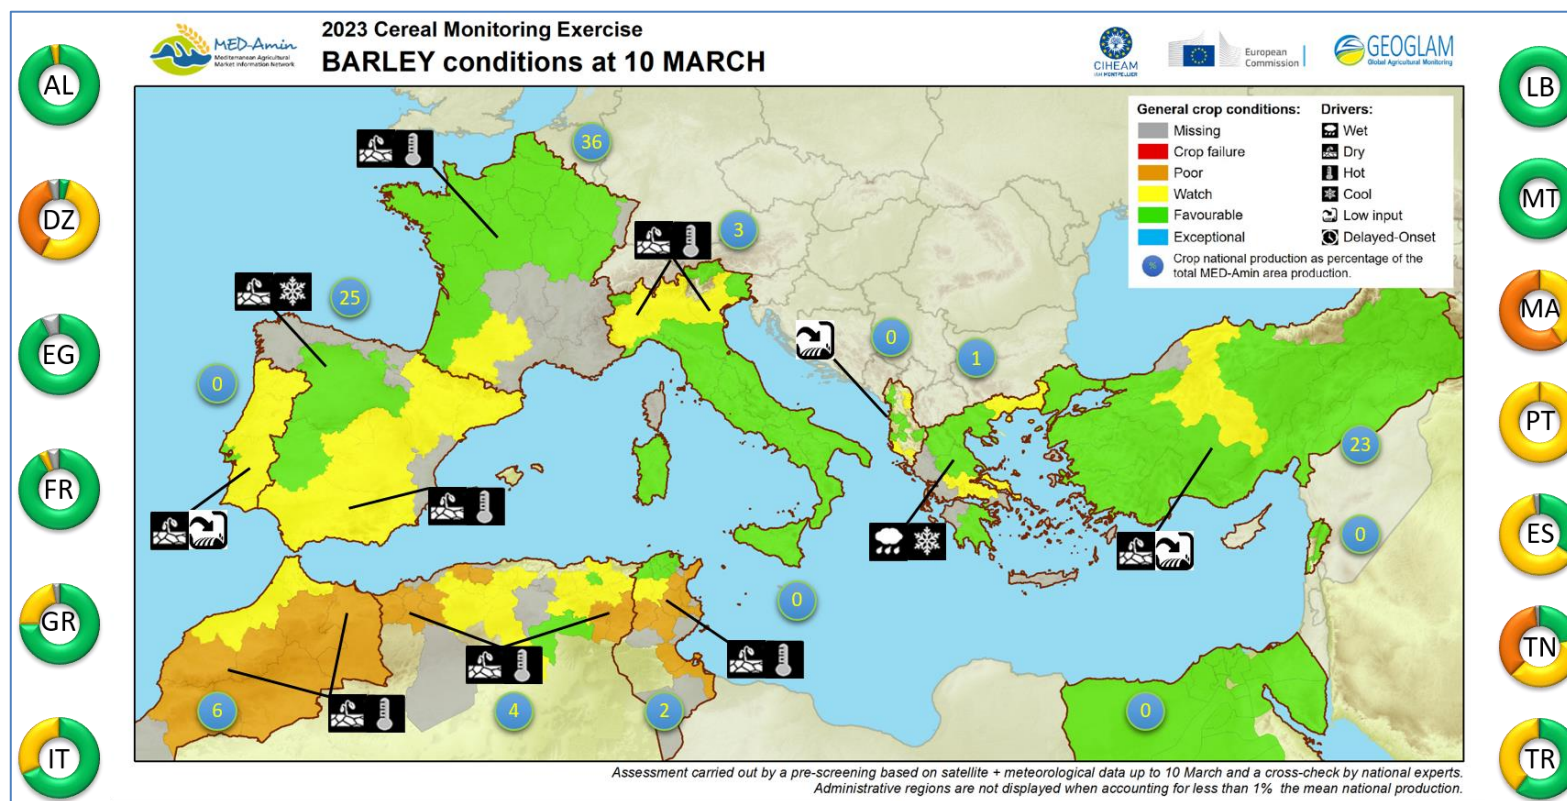 MED-Amin
Mediterranean Agricultural
Market Information Network
2023 Cereal Monitoring Exercise
BARLEY conditions at 10 MARCH
CIHEAM
IAM MONTPELLIER
European
Commission
GEOGLAM
Global Agricultural Monitoring
AL
DZ
EG
FR
GR
IT
LB
MT
MA
PT
ES
TN
TR
General crop conditions:
Missing
Crop failure
Poor
Watch
Favourable
Exceptional
Drivers:
Wet
Dry
Hot
Cool
Low input
Delayed-Onset
% Crop national production as percentage of the
total MED-Amin area production.
36
3
25
0
0
1
23
0
0
6
4
2
0
Assessment carried out by a pre-screening based on satellite + meteorological data up to 10 March and a cross-check by national experts.
Administrative regions are not displayed when accounting for less than 1% the mean national production.